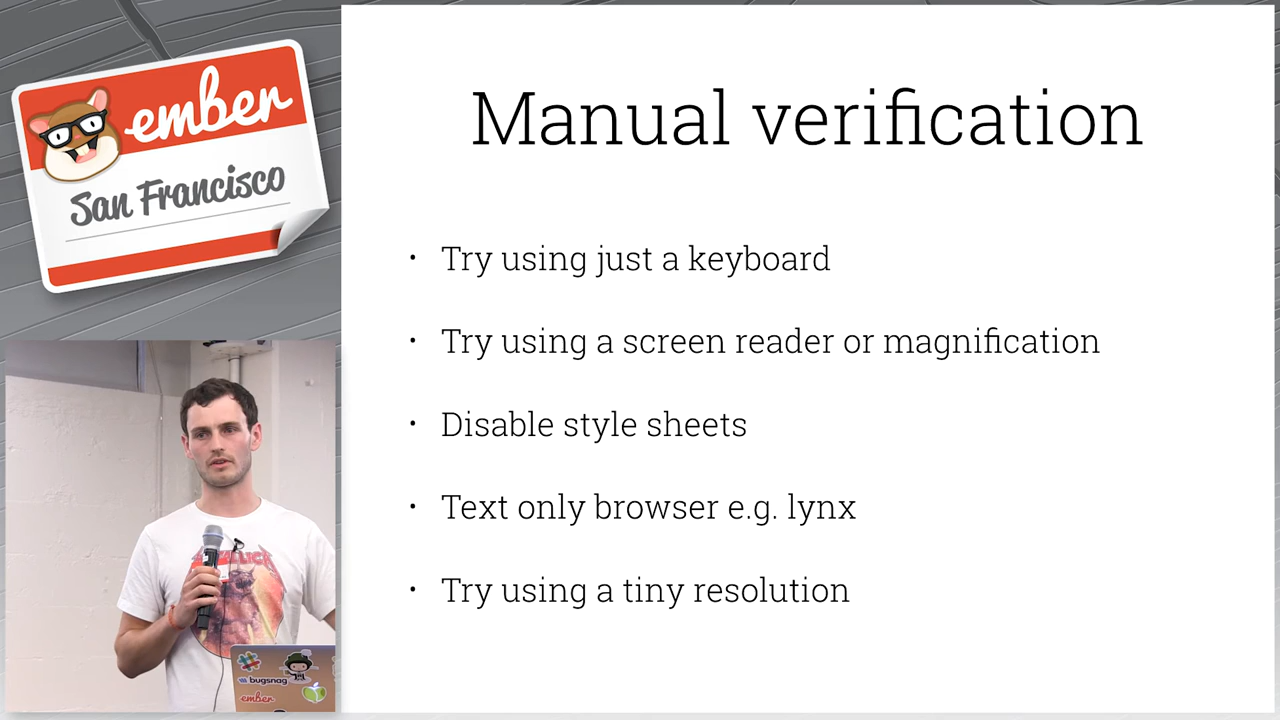 ember
San Francisco
Manual verification
• Try using just a keyboard
• Try using a screen reader or magnification
• Disable style sheets
• Text only browser e.g. lynx
• Try using a tiny resolution
bugsnag
ember